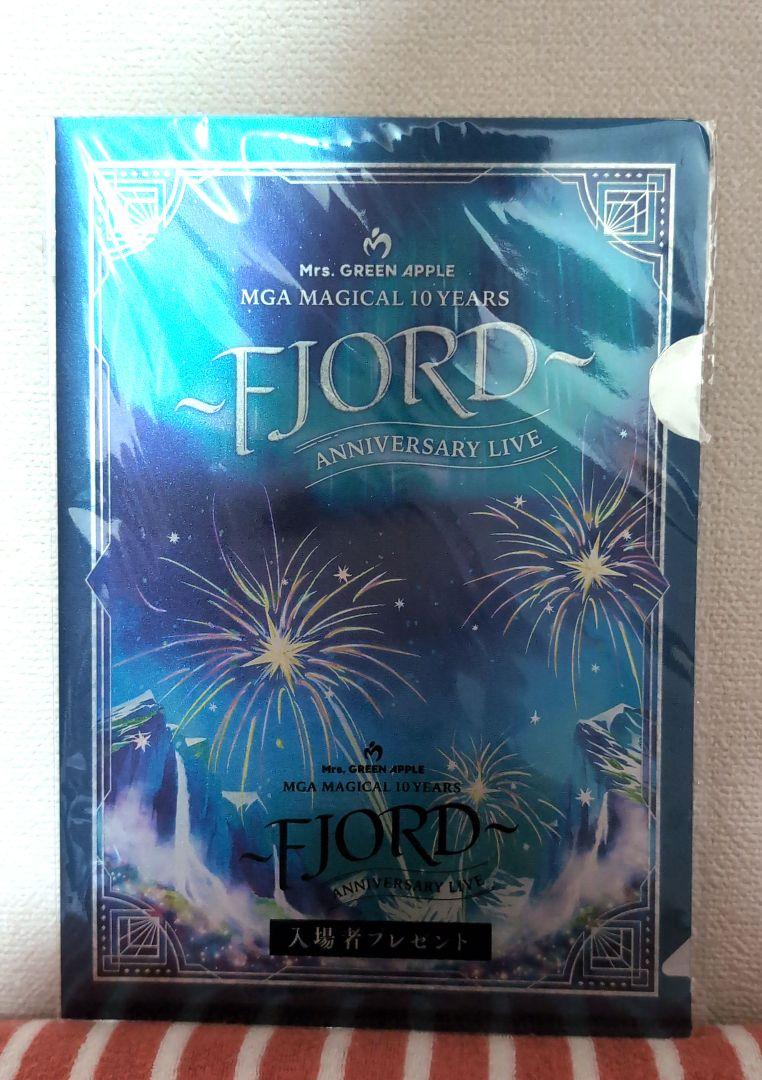 Mrs. GREEN APPLE
MGA MAGICAL 10 YEARS
~FJORD~
ANNIVERSARY LIVE
Mrs. GREEN APPLE
MGA MAGICAL 10 YEARS
~FJORD~
ANNIVERSARY LIVE
入場者プレゼント